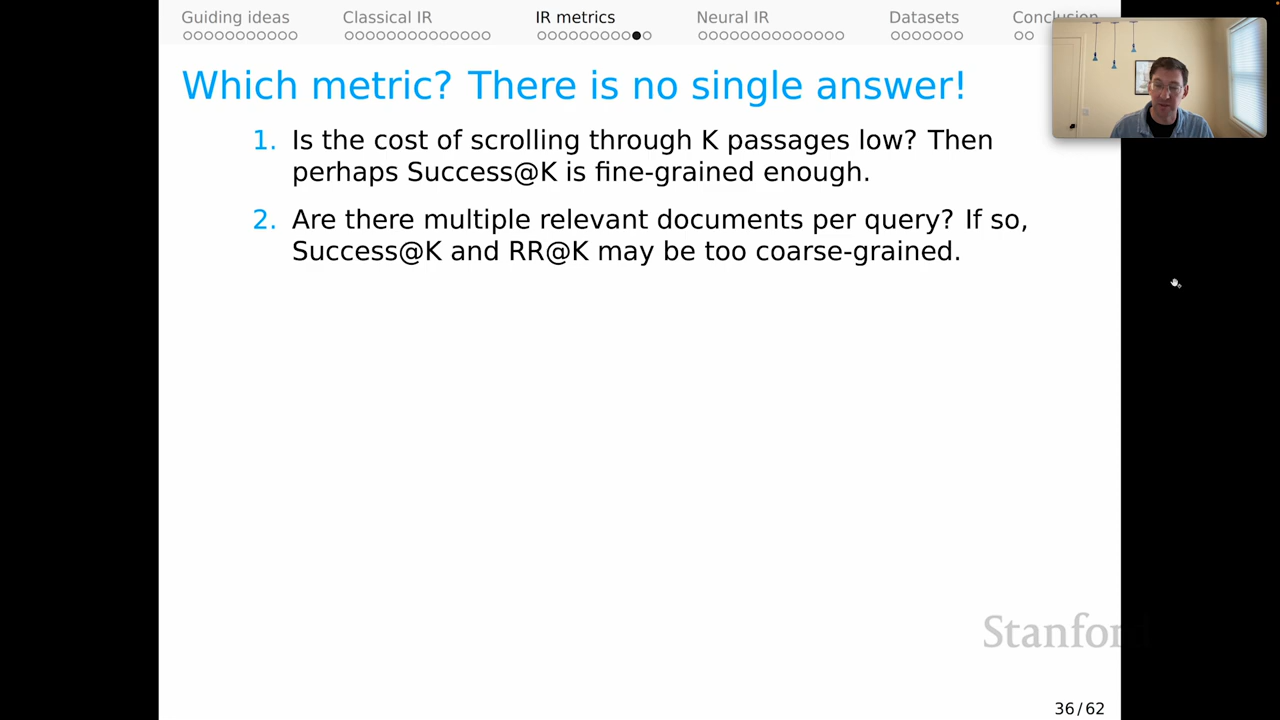 Guiding ideas Classical IR IR metrics Neural IR Datasets Conclusion
Which metric? There is no single answer!
1. Is the cost of scrolling through K passages low? Then
perhaps Success@K is fine-grained enough.
2. Are there multiple relevant documents per query? If so,
Success@K and RR@K may be too coarse-grained.
Stanford
36/62